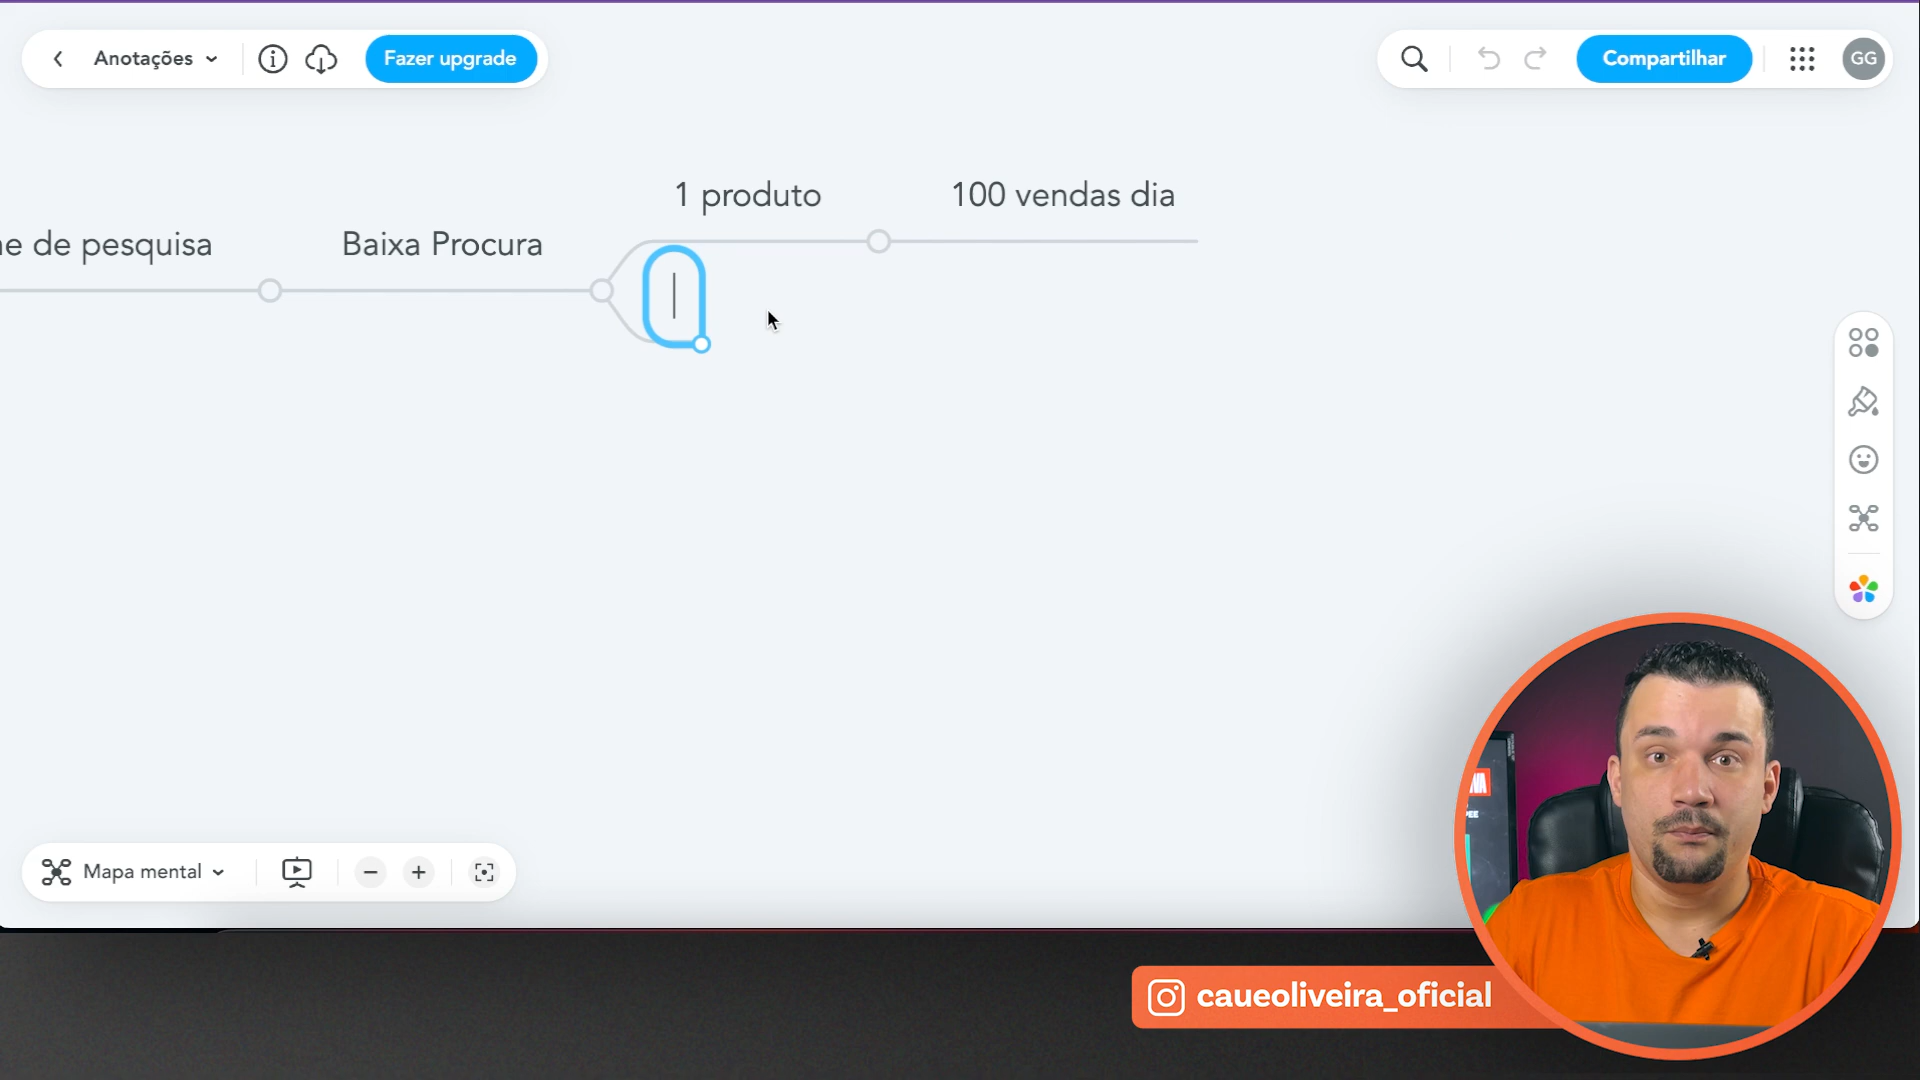 Anotações
Fazer upgrade
Compartilhar
GG
1 produto
100 vendas dia
de pesquisa
Baixa Procura
Mapa mental
caueoliveira_oficial